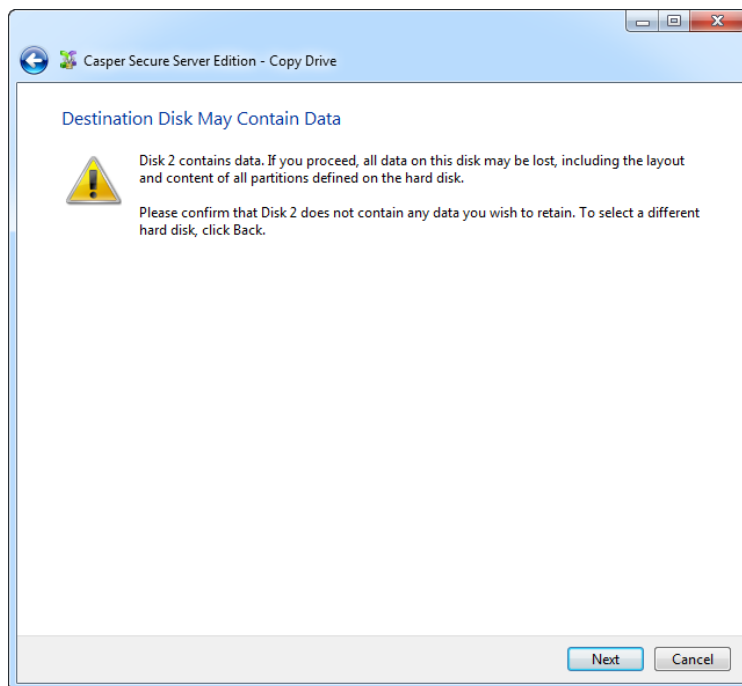 Casper Secure Server Edition - Copy Drive
Destination Disk May Contain Data
Disk 2 contains data. If you proceed, all data on this disk may be lost, including the layout
and content of all partitions defined on the hard disk.
Please confirm that Disk 2 does not contain any data you wish to retain. To select a different
hard disk, click Back.
Next
Cancel